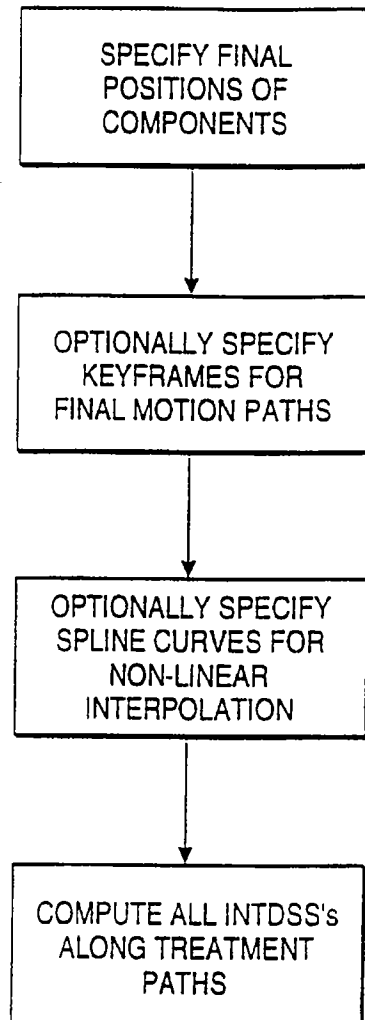 SPECIFY FINAL
POSITIONS OF
COMPONENTS
OPTIONALLY SPECIFY
KEYFRAMES FOR
FINAL MOTION PATHS
OPTIONALLY SPECIFY
SPLINE CURVES FOR
NON-LINEAR
INTERPOLATION
COMPUTE ALL INTDSS's
ALONG TREATMENT
PATHS